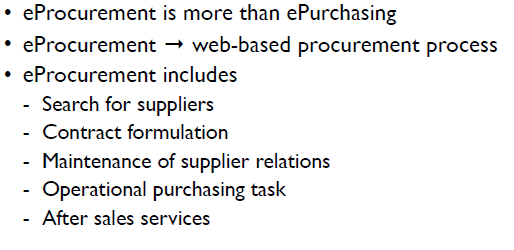 • eProcurement is more than ePurchasing
• eProcurement → web-based procurement process
• eProcurement includes
- Search for suppliers
- Contract formulation
- Maintenance of supplier relations
- Operational purchasing task
- After sales services